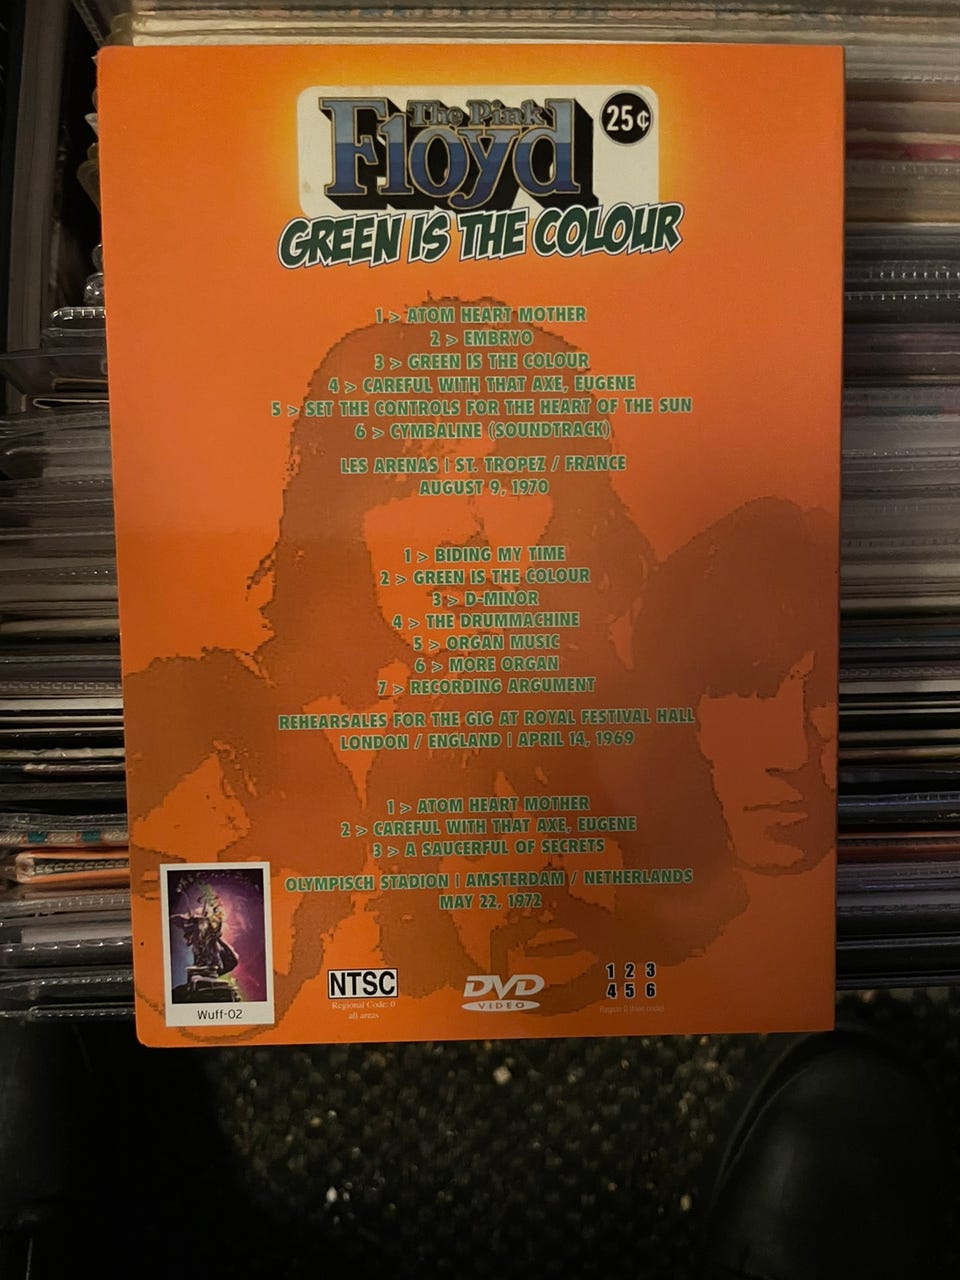 The Pink
Floyd
25¢
GREEN IS THE COLOUR
1 > ATOM HEART MOTHER
2 > EMBRYO
3 > GREEN IS THE COLOUR
4 > CAREFUL WITH THAT AXE, EUGENE
5 > SET THE CONTROLS FOR THE HEART OF THE SUN
6 > CYMBALINE (SOUNDTRACK)
LES ARENAS | ST. TROPEZ / FRANCE
AUGUST 9, 1970
1 > BIDING MY TIME
2 > GREEN IS THE COLOUR
3 > D-MINOR
4 > THE DRUMMACHINE
5 > ORGAN MUSIC
6 > MORE ORGAN
7 > RECORDING ARGUMENT
REHEARSALES FOR THE GIG AT ROYAL FESTIVAL HALL
LONDON / ENGLAND | APRIL 14, 1969
1 > ATOM HEART MOTHER
2 > CAREFUL WITH THAT AXE, EUGENE
3 > A SAUCERFUL OF SECRETS
OLYMPISCH STADION | AMSTERDAM / NETHERLANDS
MAY 22, 1972
Wuff-02
NTSC
Regional Code: 0
all areas
DVD
VIDEO
1 2 3
4 5 6
Region 0 (free code)